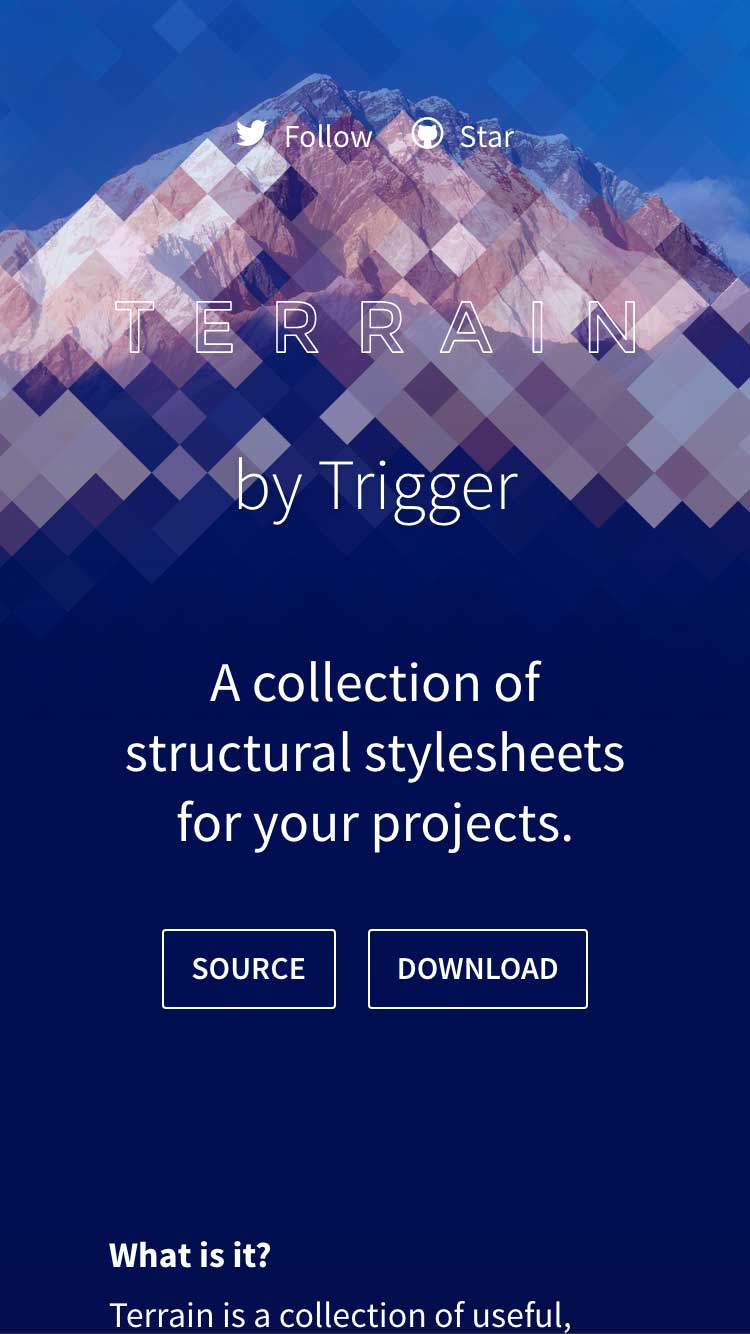 Follow Star
TERRAIN
by Trigger
A collection of
structural stylesheets
for your projects.
SOURCE DOWNLOAD
What is it?
Terrain is a collection of useful,